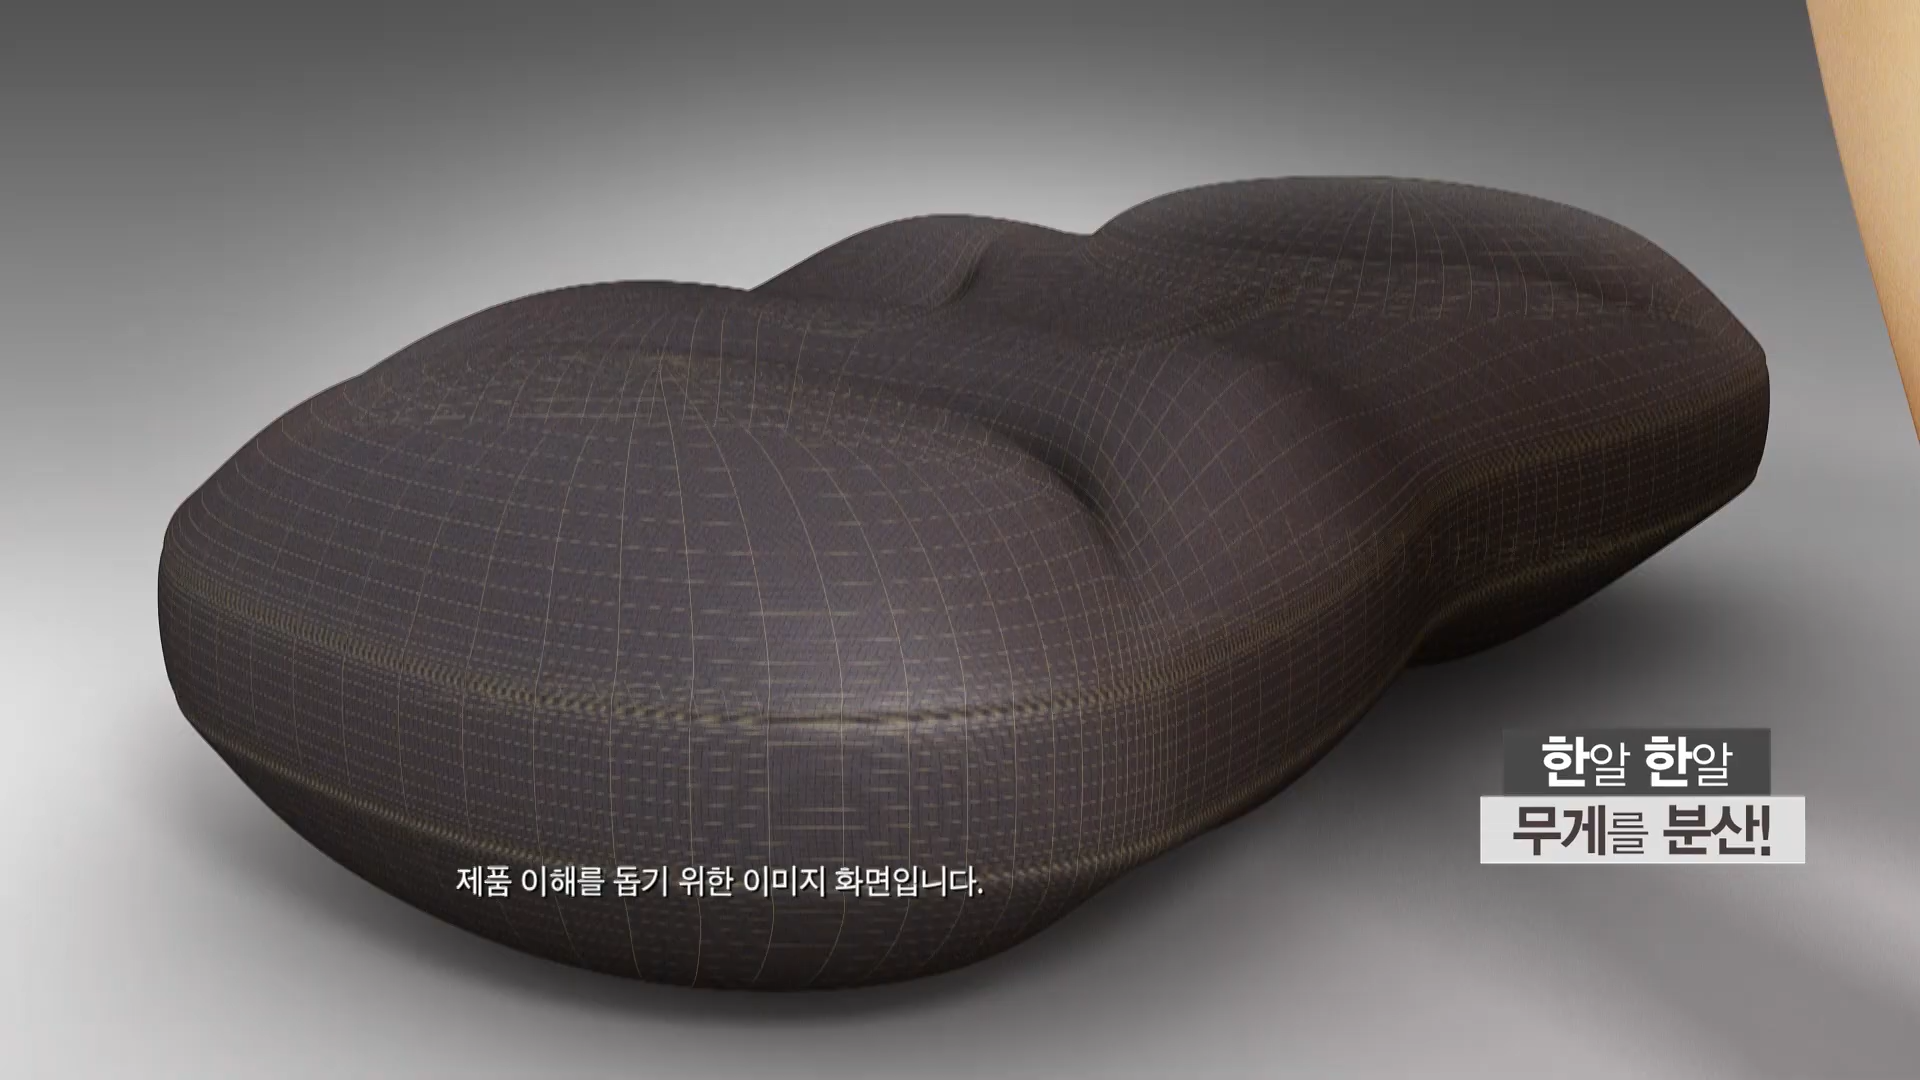 한알 한알
무게를 분산!
제품 이해를 돕기 위한 이미지 화면입니다.